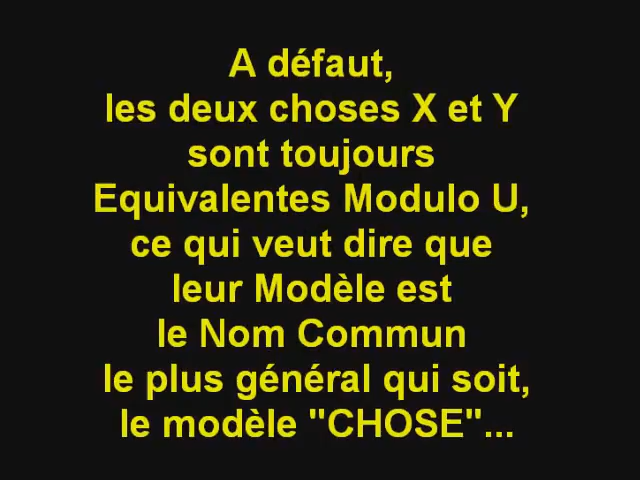 A défaut,
les deux choses X et Y
sont toujours
Equivalentes Modulo U,
ce qui veut dire que
leur Modèle est
le Nom Commun
le plus général qui soit,
le modèle "CHOSE"...